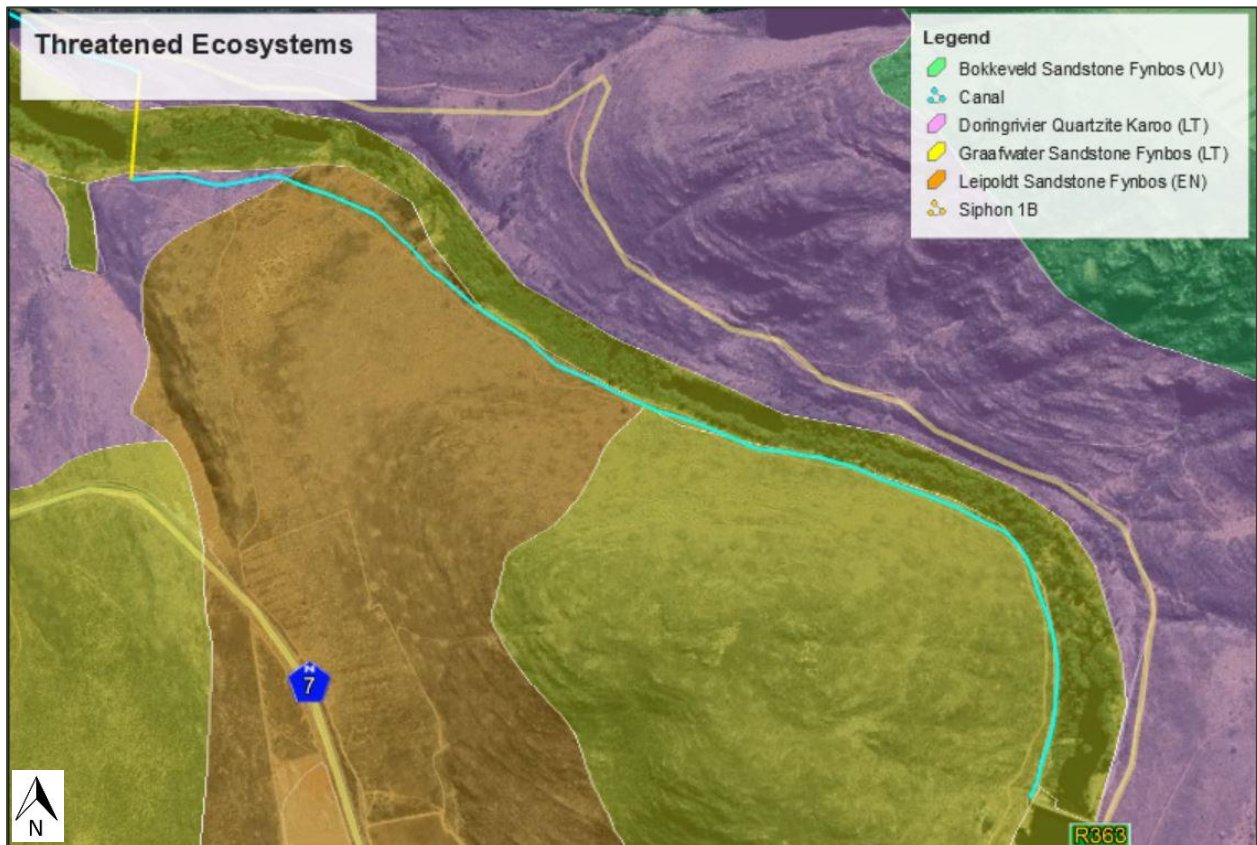 Threatened Ecosystems
Legend
Bokkeveld Sandstone Fynbos (VU)
Canal
Doringrivier Quartzite Karoo (LT)
Graafwater Sandstone Fynbos (LT)
Leipoldt Sandstone Fynbos (EN)
Siphon 1B
N
7
N
R363